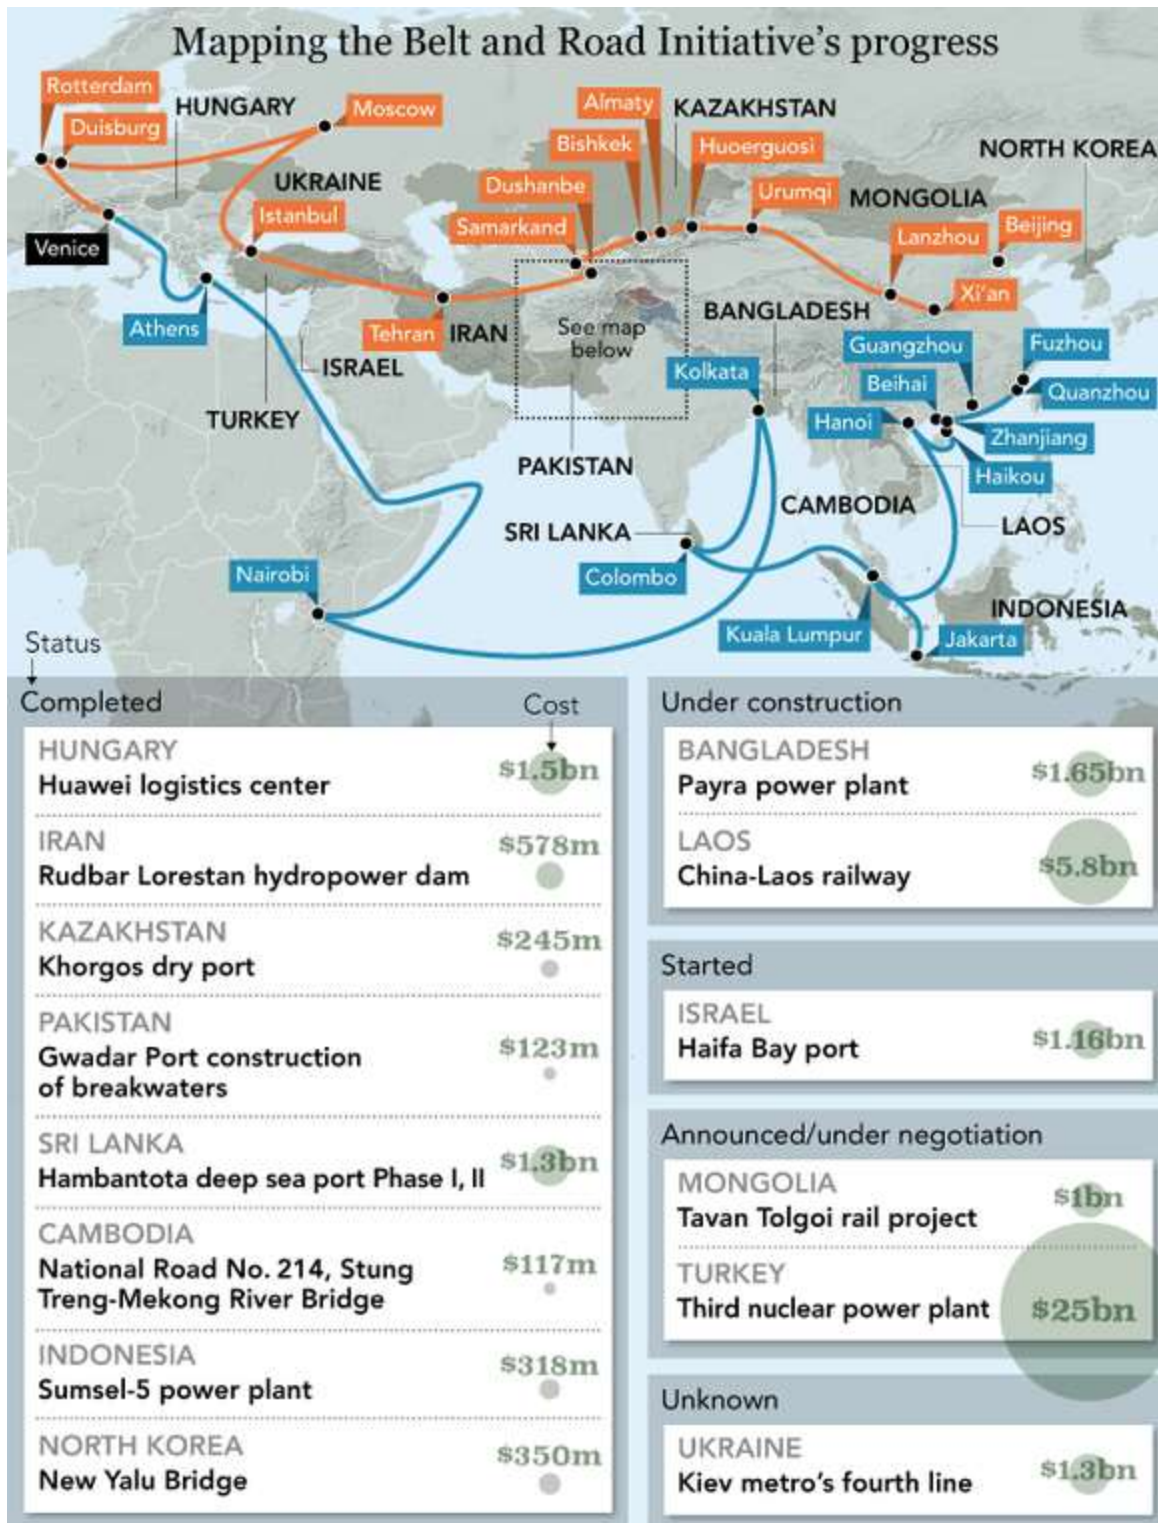 Mapping the Belt and Road Initiative's progress
Rotterdam
Duisburg
HUNGARY
Moscow
Almaty
KAZAKHSTAN
Bishkek
Huoerguosi
NORTH KOREA
UKRAINE
Dushanbe
Urumqi
MONGOLIA
Istanbul
Samarkand
Lanzhou
Beijing
Venice
Xi'an
Athens
Tehran
IRAN
See map
below
BANGLADESH
ISRAEL
Guangzhou
Fuzhou
Kolkata
Beihai
Quanzhou
TURKEY
Hanoi
Zhanjiang
PAKISTAN
Haikou
CAMBODIA
SRI LANKA
LAOS
Nairobi
Colombo
INDONESIA
Kuala Lumpur
Jakarta
Status
Completed
Cost
HUNGARY
Huawei logistics center
$1.5bn
IRAN
Rudbar Lorestan hydropower dam
$578m
KAZAKHSTAN
Khorgos dry port
$245m
PAKISTAN
Gwadar Port construction
of breakwaters
$123m
SRI LANKA
Hambantota deep sea port Phase I, II
$1.3bn
CAMBODIA
National Road No. 214, Stung
Treng-Mekong River Bridge
$117m
INDONESIA
Sumsel-5 power plant
$318m
NORTH KOREA
New Yalu Bridge
$350m
Under construction
BANGLADESH
Payra power plant
$1.65bn
LAOS
China-Laos railway
$5.8bn
Started
ISRAEL
Haifa Bay port
$1.16bn
Announced/under negotiation
MONGOLIA
Tavan Tolgoi rail project
$1bn
TURKEY
Third nuclear power plant
$25bn
Unknown
UKRAINE
Kiev metro's fourth line
$1.3bn